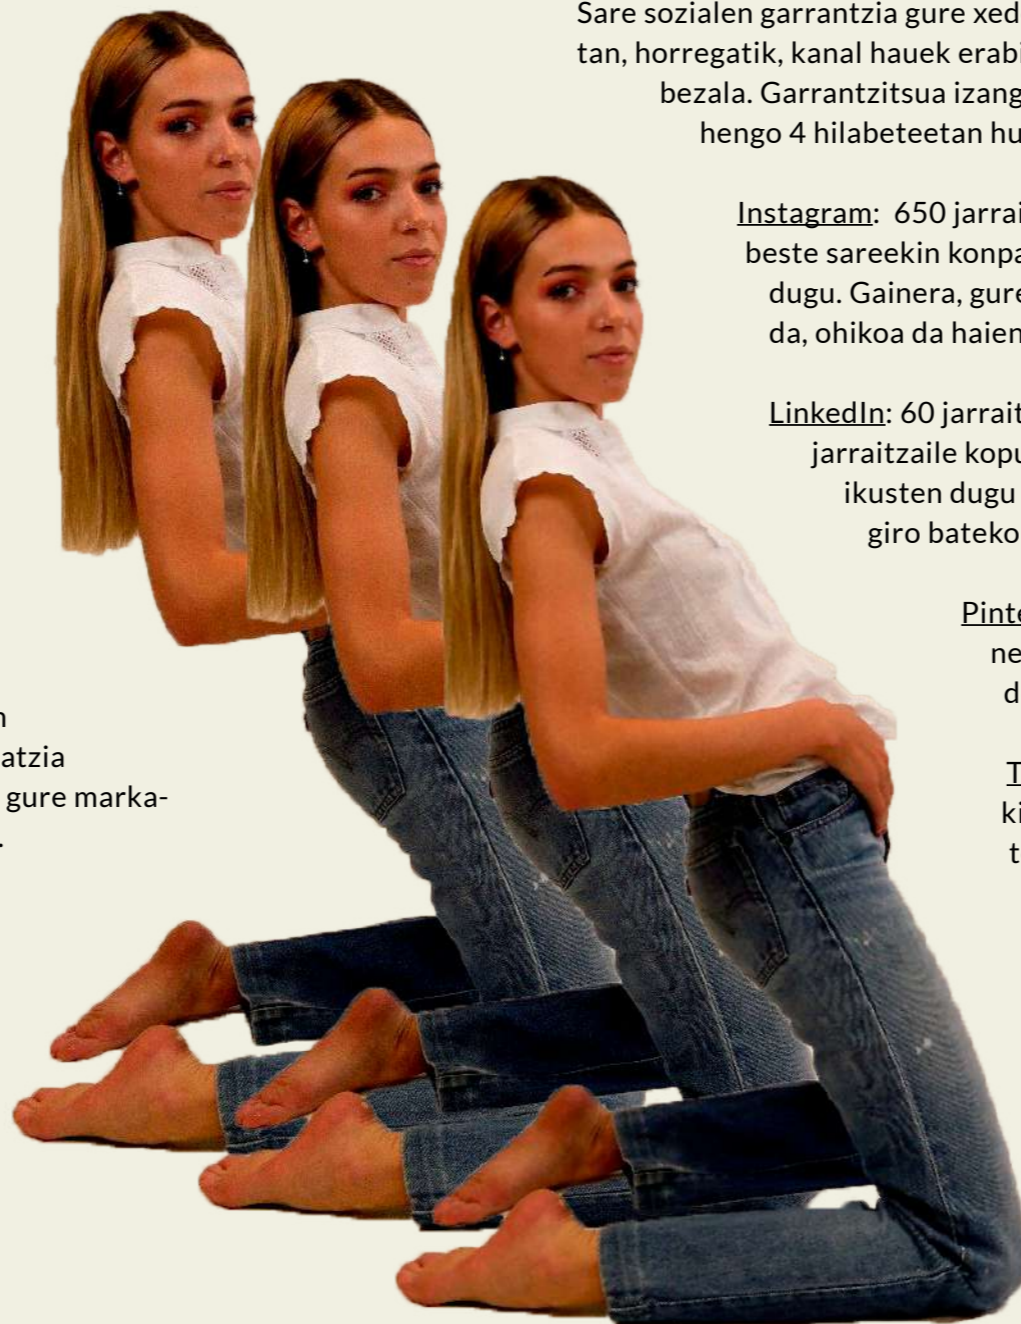 Sare sozialen garrantzia gure xed
tan, horregatik, kanal hauek erabi
bezala. Garrantzitsua izang
hengo 4 hilabeteetan hu
Instagram: 650 jarrai
beste sareekin konpa
dugu. Gainera, gure
da, ohikoa da haien
LinkedIn: 60 jarrait
jarraitzaile kopu
ikusten dugu
giro bateko
Pinte
ne
d
T
ki
t
n
atzia
gure marka-
.